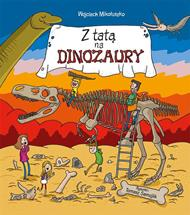 Wojciech Mikołuszko
Z tatą
na
DINOZAURY